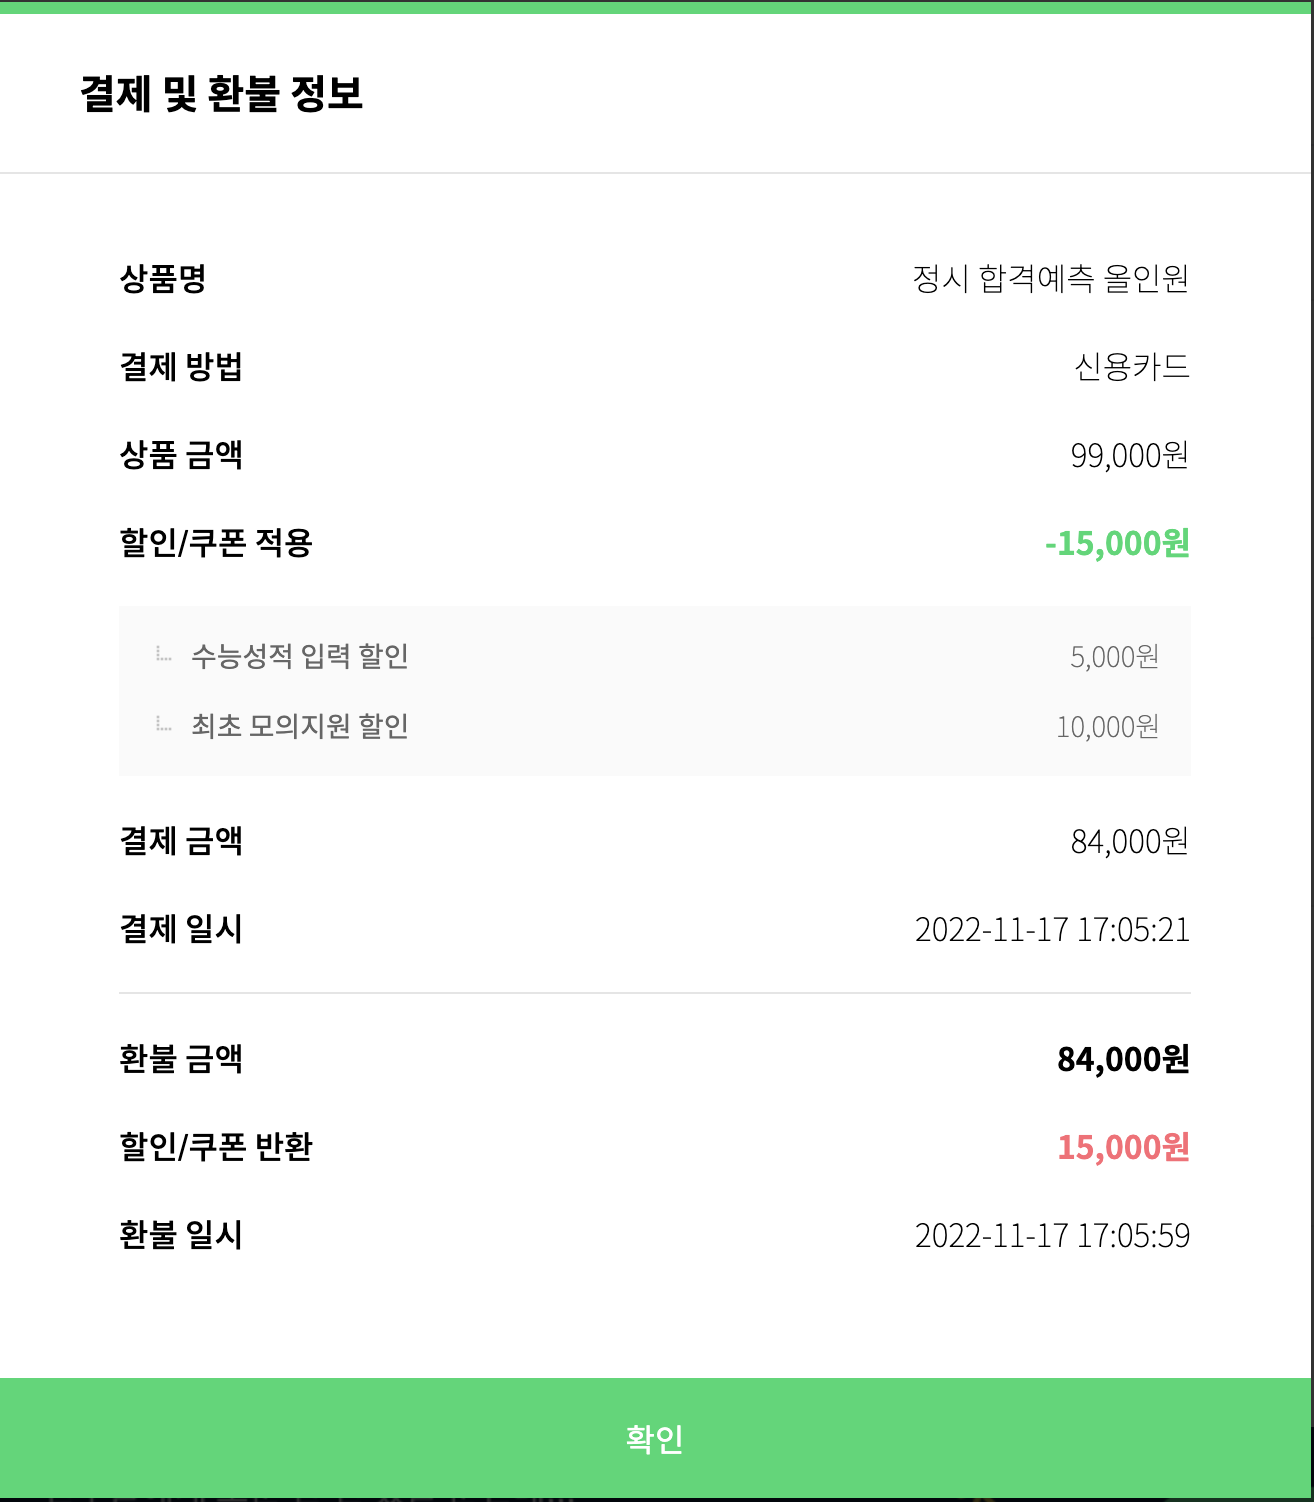 결제 및 환불 정보
상품명 정시 합격예측 올인원
결제 방법 신용카드
상품 금액 99,000원
할인/쿠폰 적용 -15,000원
수능성적 입력 할인 5,000원
최초 모의지원 할인 10,000원
결제 금액 84,000원
결제 일시 2022-11-17 17:05:21
환불 금액 84,000원
할인/쿠폰 반환 15,000원
환불 일시 2022-11-17 17:05:59
확인